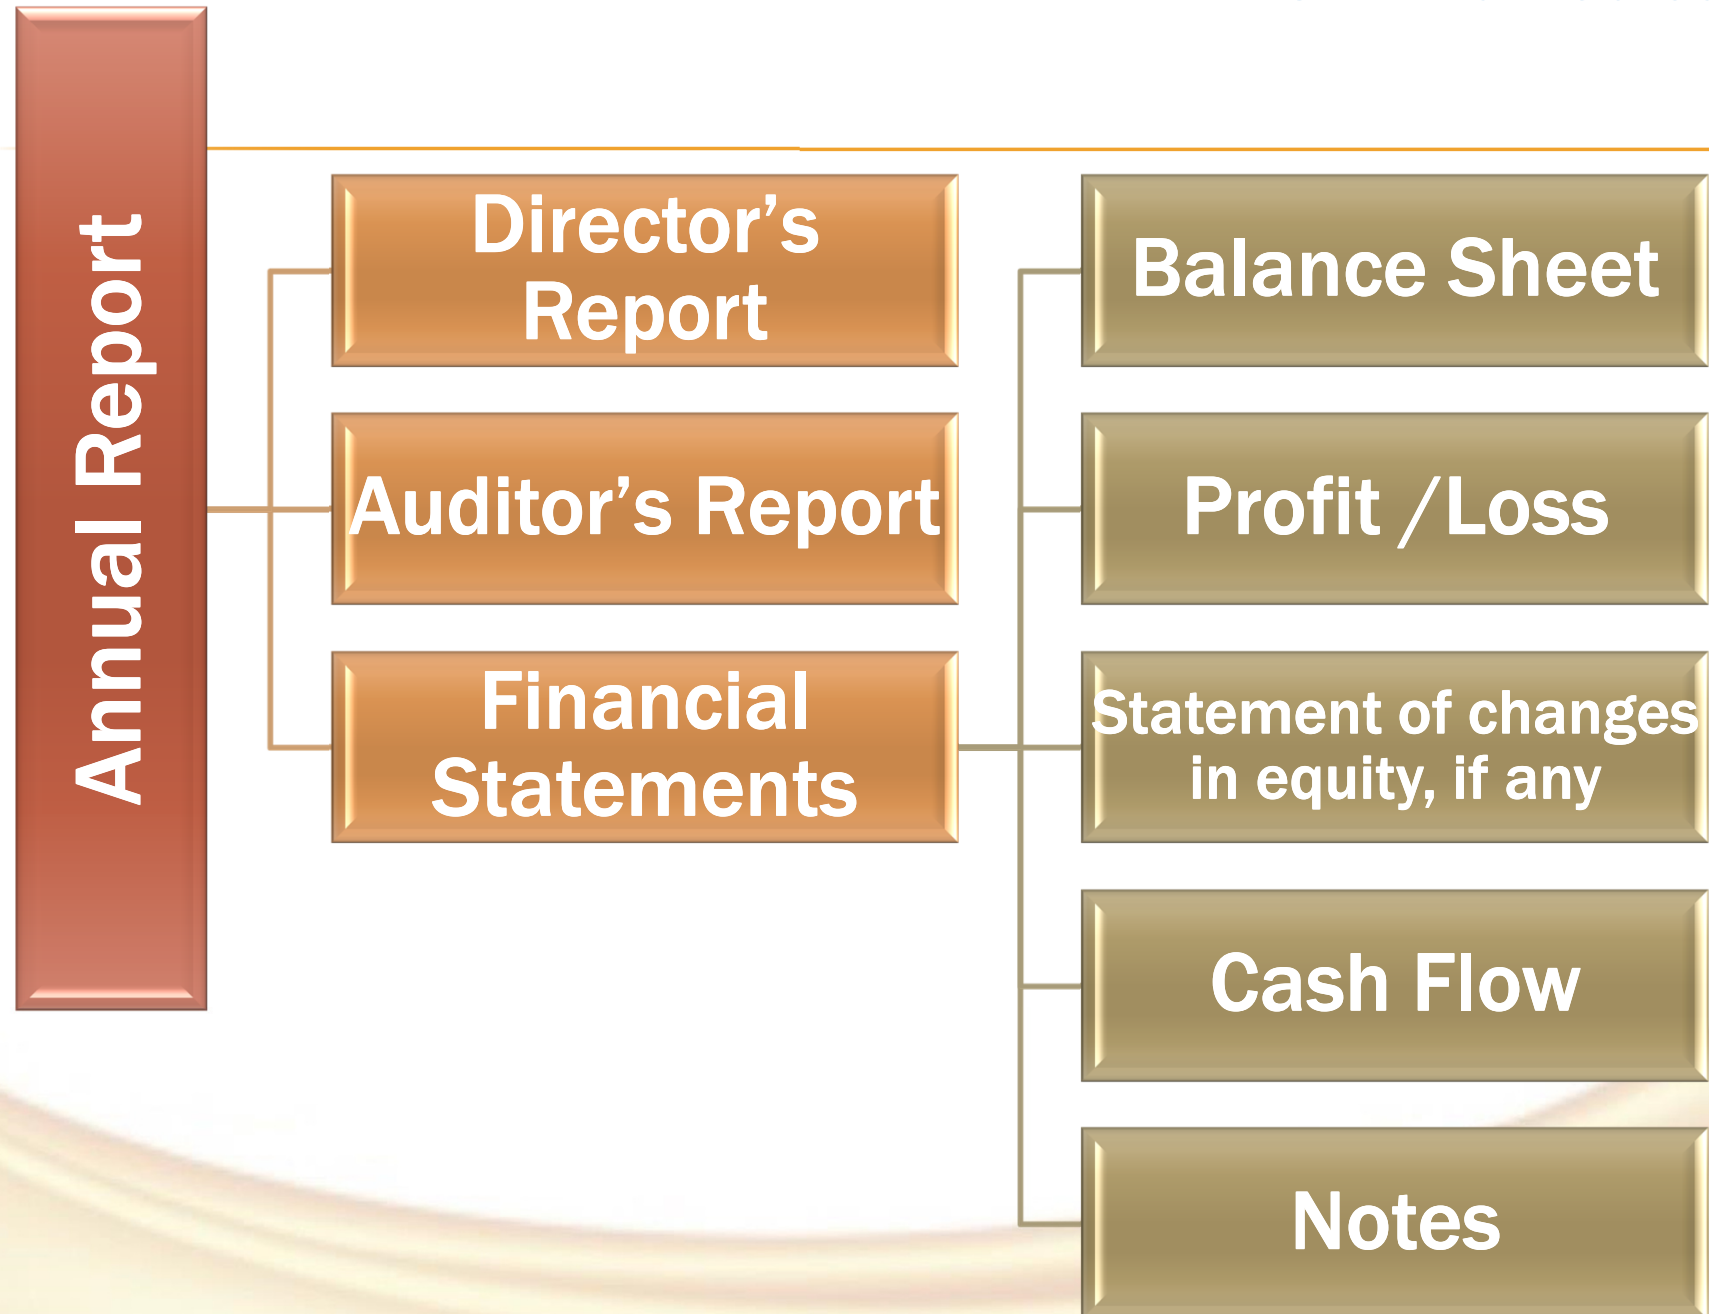 Annual Report
Director’s
Report
Auditor’s Report
Financial
Statements
Balance Sheet
Profit /Loss
Statement of changes
in equity, if any
Cash Flow
Notes